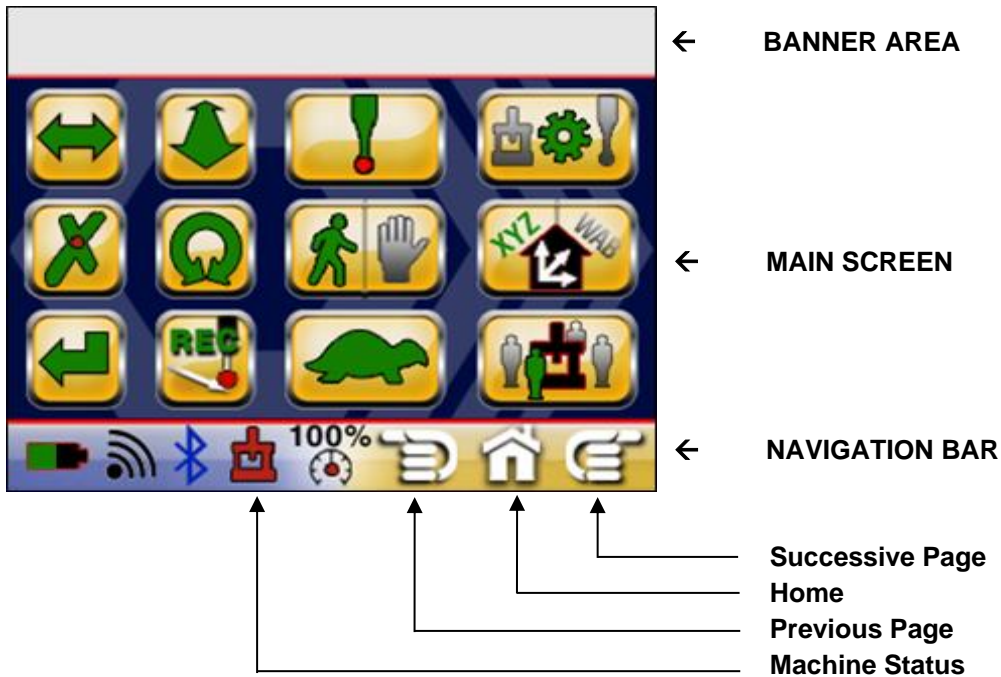 ← BANNER AREA
XYZ WAB
← MAIN SCREEN
REC
100%
← NAVIGATION BAR
Successive Page
Home
Previous Page
Machine Status